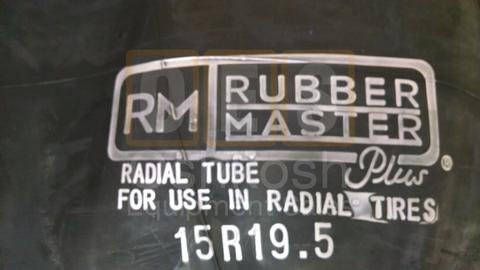 RM RUBBER
MASTER
Plus ®
RADIAL TUBE
FOR USE IN RADIAL TIRES
15R19.5